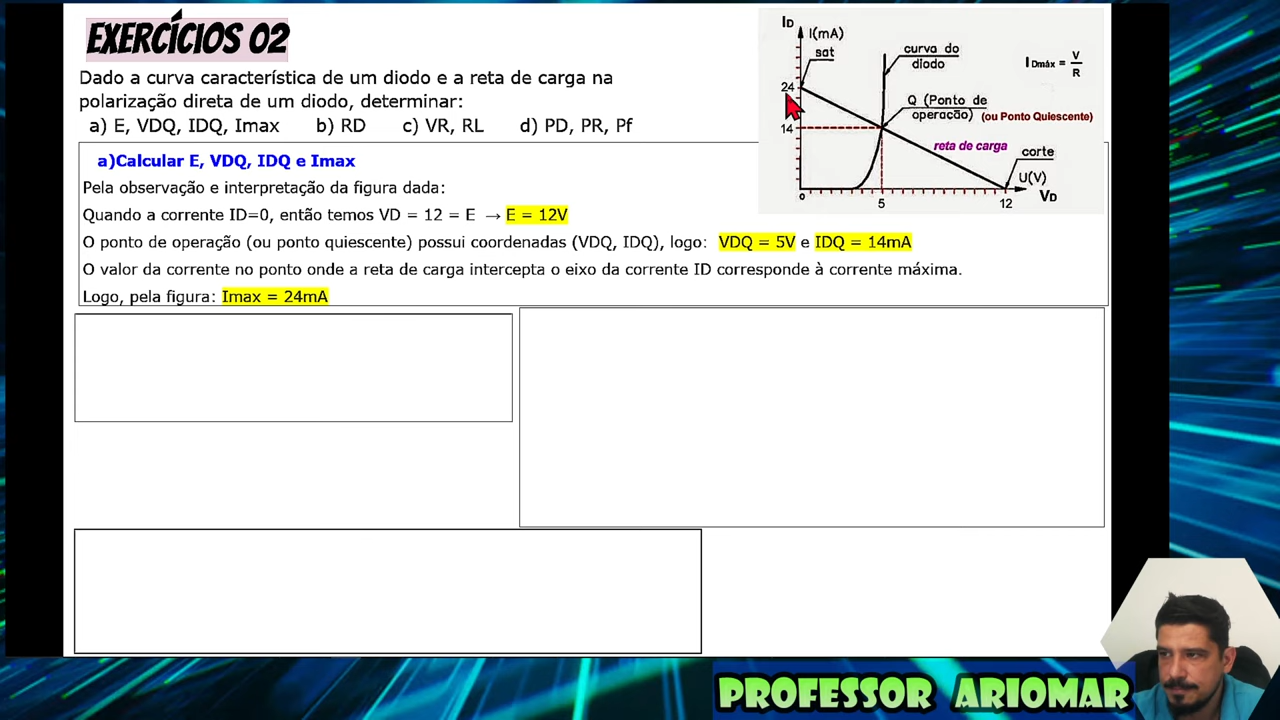 EXERCÍCIOS 02
Dado a curva característica de um diodo e a reta de carga na
polarização direta de um diodo, determinar:
a) E, VDQ, IDQ, Imax b) RD c) VR, RL d) PD, PR, Pf
ID
I(mA)
sat
24
14
curva do
diodo
IDmáx = V/R
Q (Ponto de
operação) (ou Ponto Quiescente)
reta de carga
corte
U(V)
VD
0 5 12
a)Calcular E, VDQ, IDQ e Imax
Pela observação e interpretação da figura dada:
Quando a corrente ID=0, então temos VD = 12 = E → E = 12V
O ponto de operação (ou ponto quiescente) possui coordenadas (VDQ, IDQ), logo: VDQ = 5V e IDQ = 14mA
O valor da corrente no ponto onde a reta de carga intercepta o eixo da corrente ID corresponde à corrente máxima.
Logo, pela figura: Imax = 24mA
PROFESSOR ARIOMAR